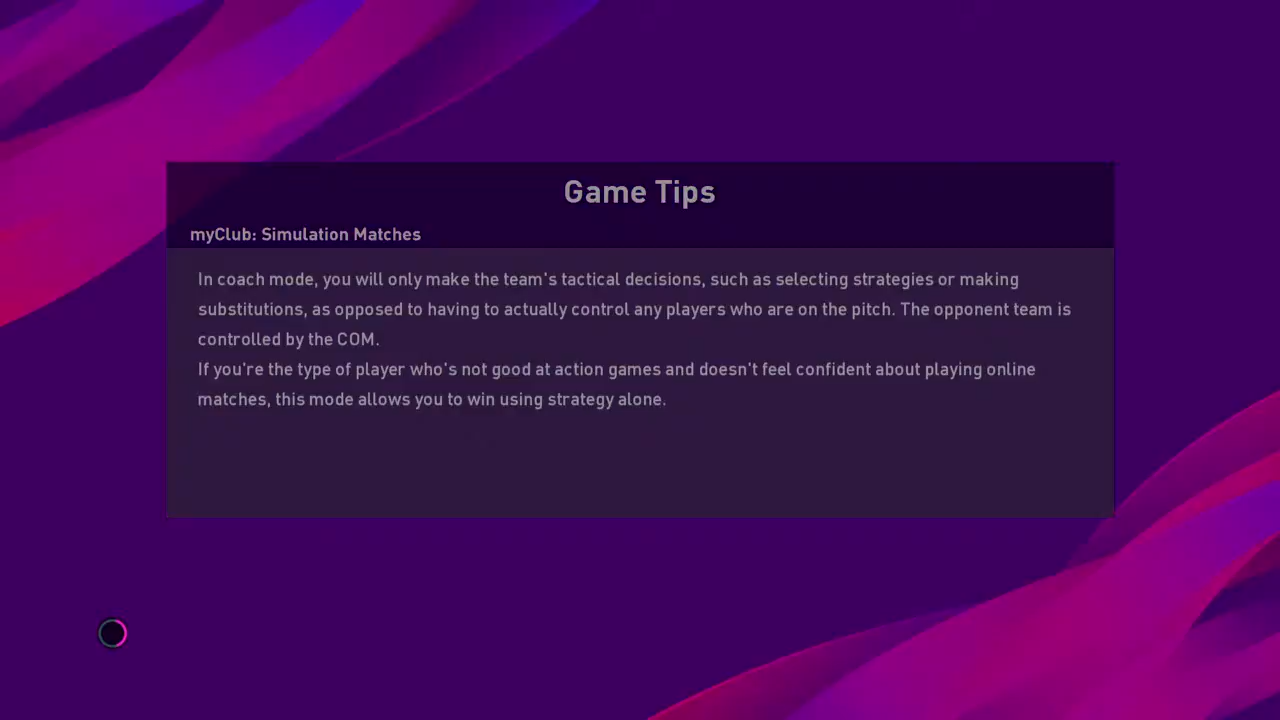 Game Tips
myClub: Simulation Matches
In coach mode, you will only make the team's tactical decisions, such as selecting strategies or making
substitutions, as opposed to having to actually control any players who are on the pitch. The opponent team is
controlled by the COM.
If you're the type of player who's not good at action games and doesn't feel confident about playing online
matches, this mode allows you to win using strategy alone.